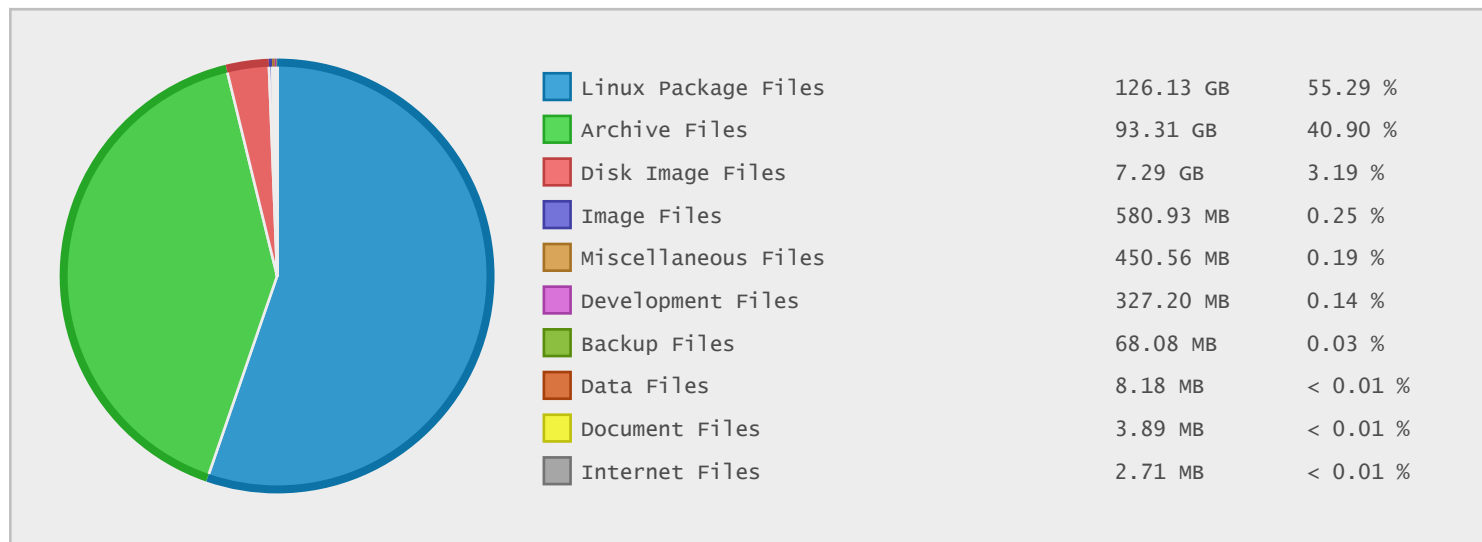 Linux Package Files 126.13 GB 55.29 %
Archive Files 93.31 GB 40.90 %
Disk Image Files 7.29 GB 3.19 %
Image Files 580.93 MB 0.25 %
Miscellaneous Files 450.56 MB 0.19 %
Development Files 327.20 MB 0.14 %
Backup Files 68.08 MB 0.03 %
Data Files 8.18 MB < 0.01 %
Document Files 3.89 MB < 0.01 %
Internet Files 2.71 MB < 0.01 %